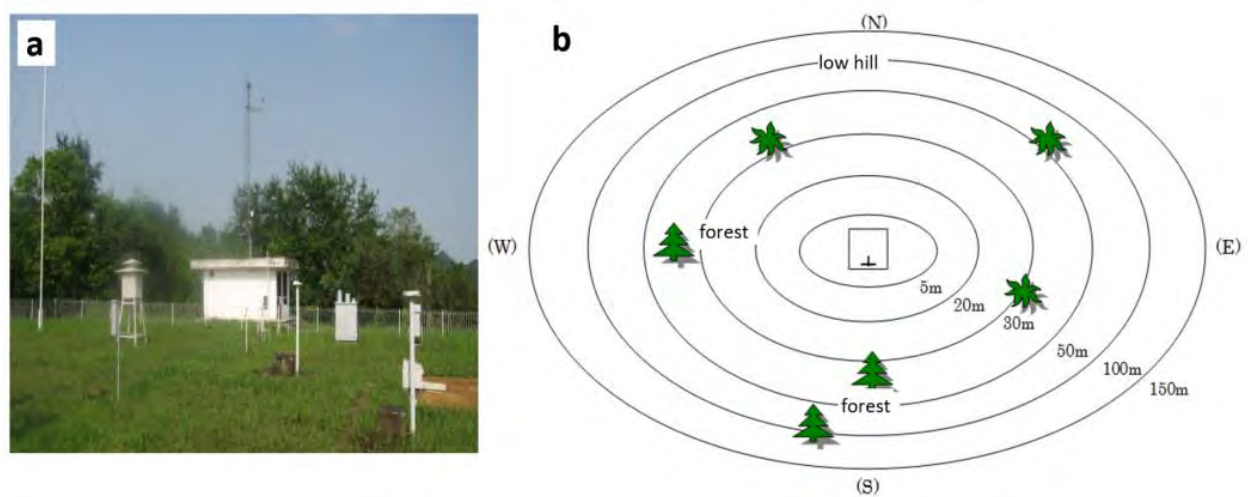 a
b
(N)
low hill
forest
(W)
(E)
5m
20m
30m
50m
100m
150m
forest
(S)